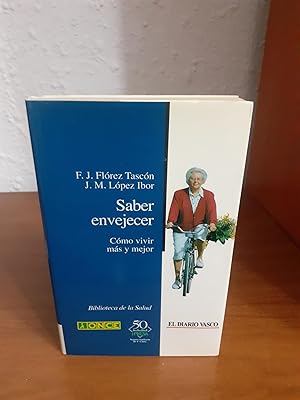 F. J. Flórez Tascón
J. M. López Ibor
Saber
envejecer
Cómo vivir
más y mejor
Biblioteca de la Salud
ONCE
50
EL DIARIO VASCO